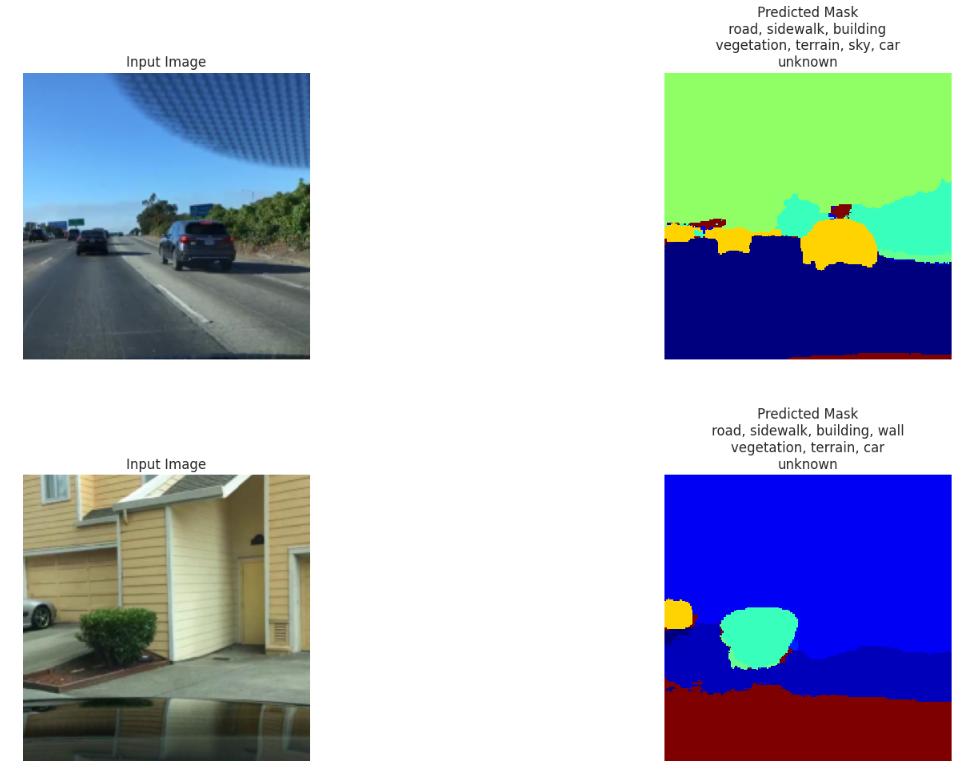 Input Image
Predicted Mask
road, sidewalk, building
vegetation, terrain, sky, car
unknown
Input Image
Predicted Mask
road, sidewalk, building, wall
vegetation, terrain, car
unknown